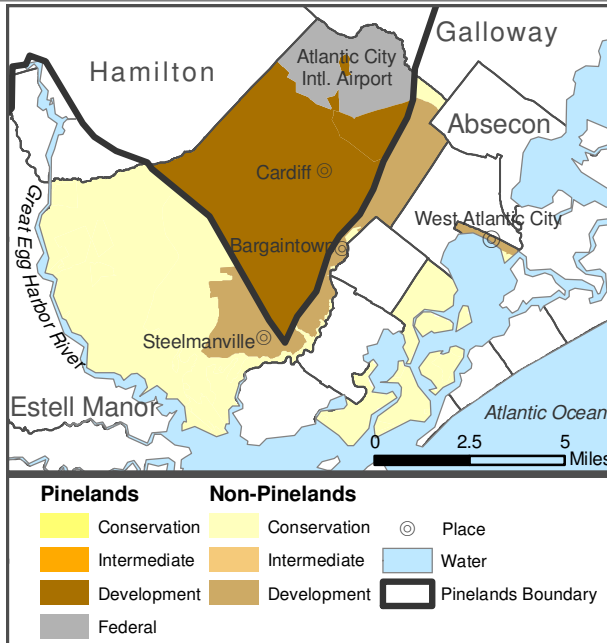 Galloway
Atlantic City
Intl. Airport
Hamilton
Absecon
Cardiff
Great Egg Harbor River
West Atlantic City
Bargaintown
Steelmanville
Estell Manor
Atlantic Ocean
0 2.5 5
Miles
Pinelands Non-Pinelands
Conservation Conservation Place
Intermediate Intermediate Water
Development Development Pinelands Boundary
Federal